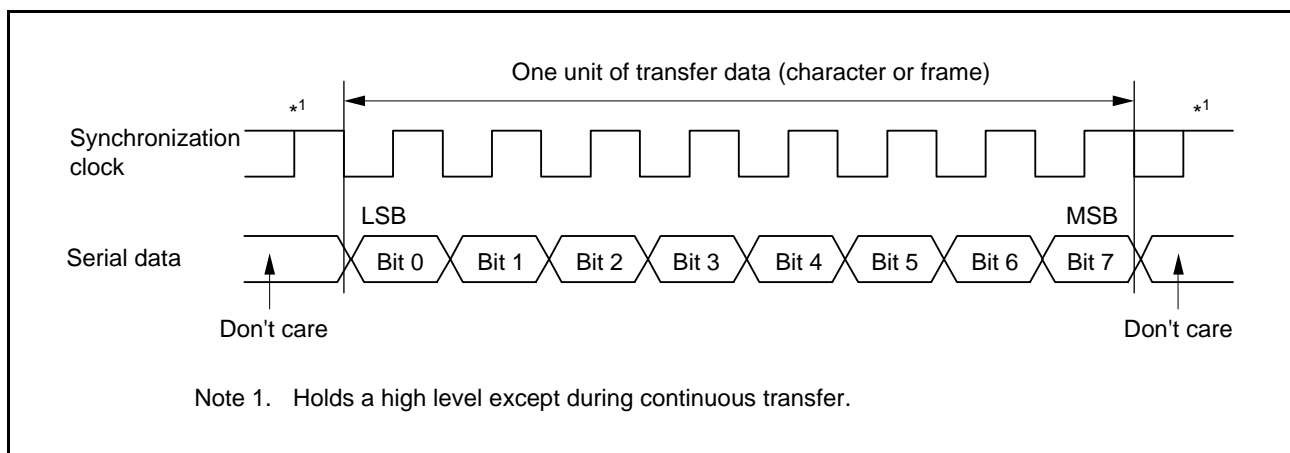 One unit of transfer data (character or frame)
*1 *1
Synchronization
clock
LSB MSB
Serial data Bit 0 Bit 1 Bit 2 Bit 3 Bit 4 Bit 5 Bit 6 Bit 7
Don't care Don't care
Note 1. Holds a high level except during continuous transfer.